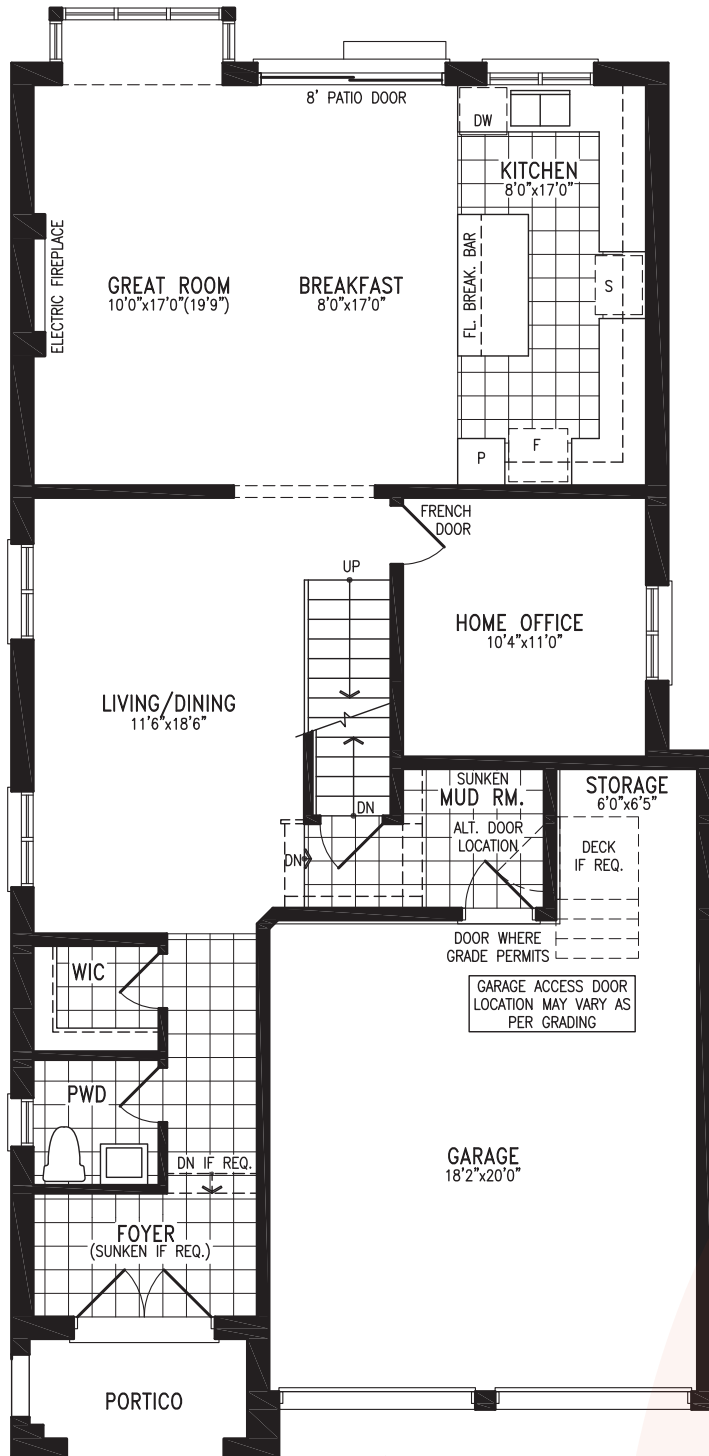 8' PATIO DOOR
DW
KITCHEN
8'0"x17'0"
ELECTRIC FIREPLACE
GREAT ROOM
10'0"x17'0"(19'9")
BREAKFAST
8'0"x17'0"
FL. BREAK. BAR
S
P
F
FRENCH
DOOR
UP
HOME OFFICE
10'4"x11'0"
LIVING/DINING
11'6"x18'6"
DN
DN
SUNKEN
MUD RM.
ALT. DOOR
LOCATION
STORAGE
6'0"x6'5"
DECK
IF REQ.
DOOR WHERE
GRADE PERMITS
GARAGE ACCESS DOOR
LOCATION MAY VARY AS
PER GRADING
WIC
PWD
DN IF REQ.
GARAGE
18'2"x20'0"
FOYER
(SUNKEN IF REQ.)
PORTICO